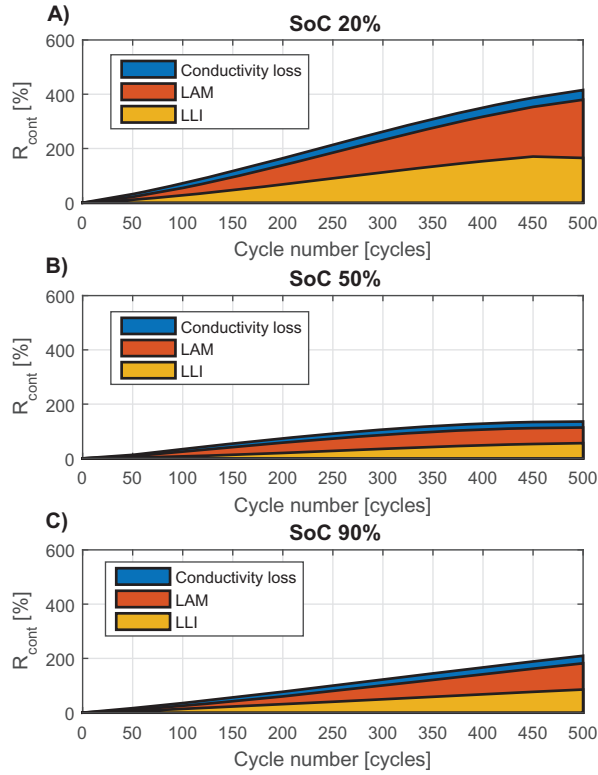 A)
SoC 20%
600
400
200
0
R_cont [%]
Conductivity loss
LAM
LLI
0 50 100 150 200 250 300 350 400 450 500
Cycle number [cycles]
B)
SoC 50%
600
400
200
0
R_cont [%]
Conductivity loss
LAM
LLI
0 50 100 150 200 250 300 350 400 450 500
Cycle number [cycles]
C)
SoC 90%
600
400
200
0
R_cont [%]
Conductivity loss
LAM
LLI
0 50 100 150 200 250 300 350 400 450 500
Cycle number [cycles]